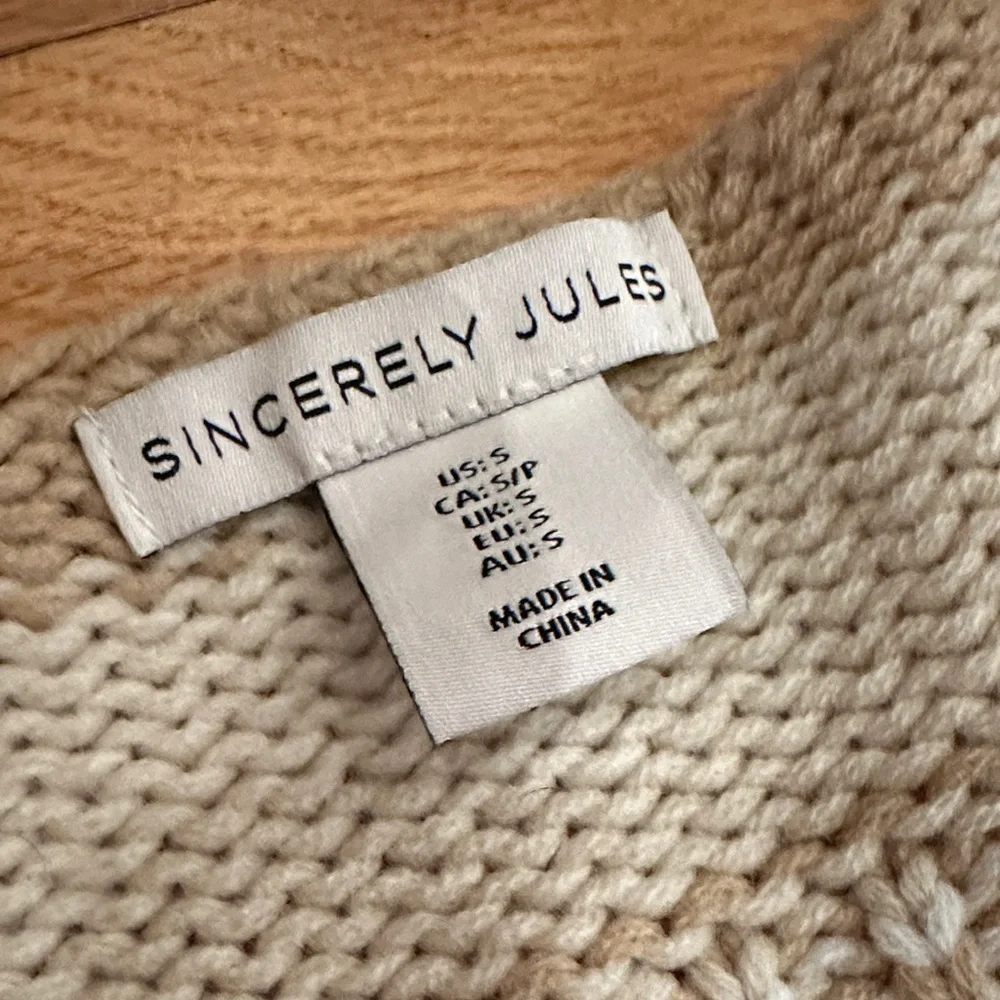 SINCERELY JULES
US: S
CA: S/P
UK: S
EU: S
AU: S
MADE IN
CHINA